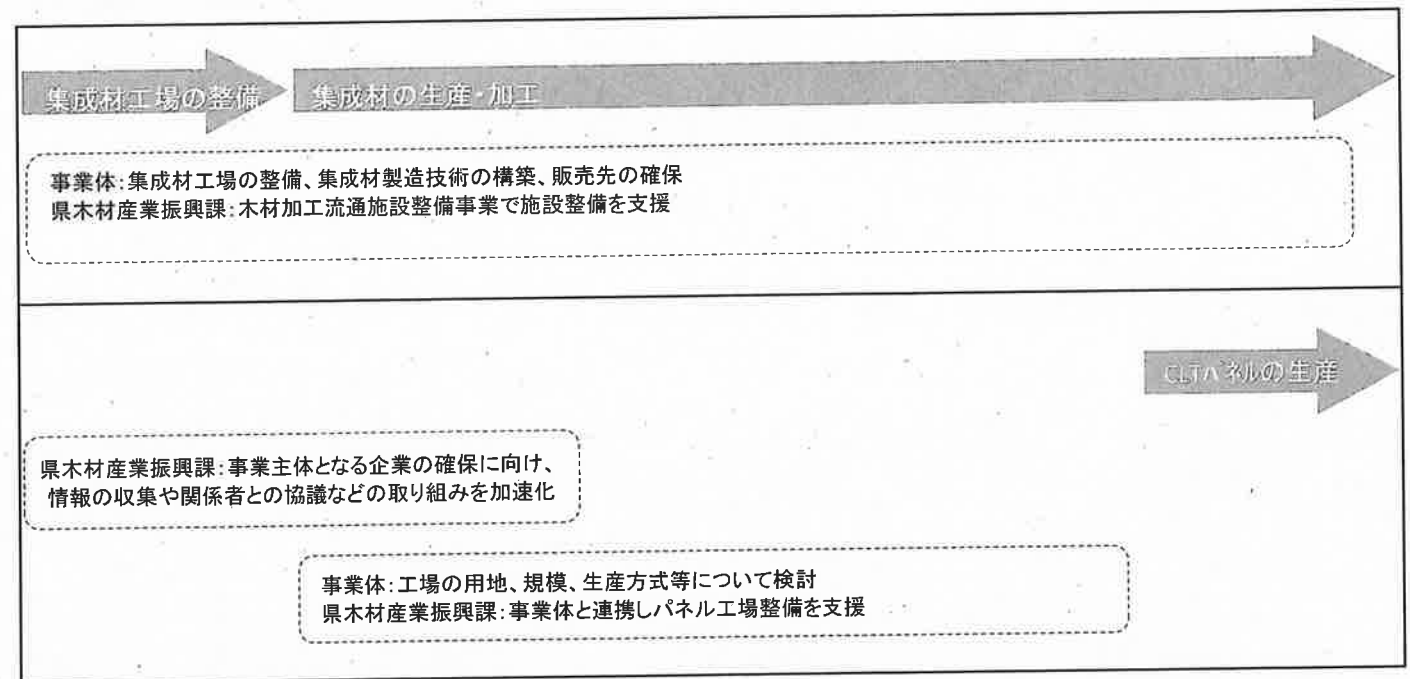 集成材工場の整備
集成材の生産・加工
事業体:集成材工場の整備、集成材製造技術の構築、販売先の確保
県木材産業振興課:木材加工流通施設整備事業で施設整備を支援
CLTパネルの生産
県木材産業振興課:事業主体となる企業の確保に向け、
情報の収集や関係者との協議などの取り組みを加速化
事業体:工場の用地、規模、生産方式等について検討
県木材産業振興課:事業体と連携しパネル工場整備を支援